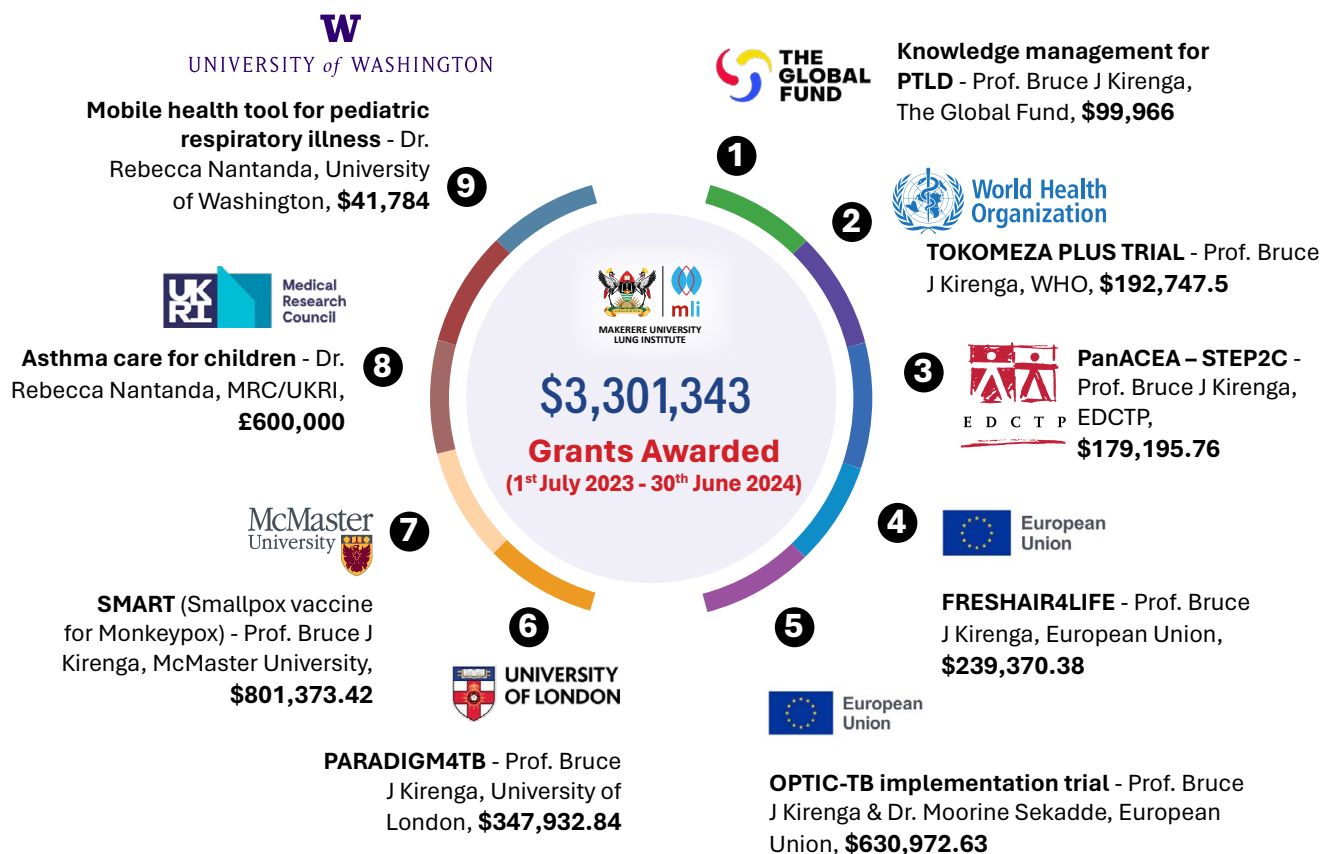 W
UNIVERSITY of WASHINGTON
Mobile health tool for pediatric
respiratory illness - Dr.
Rebecca Nantanda, University
of Washington, $41,784
9
THE
GLOBAL
FUND
Knowledge management for
PTLD - Prof. Bruce J Kirenga,
The Global Fund, $99,966
1
World Health
Organization
2
TOKOMEZA PLUS TRIAL - Prof. Bruce
J Kirenga, WHO, $192,747.5
UK
RI
Medical
Research
Council
Asthma care for children - Dr.
Rebecca Nantanda, MRC/UKRI,
£600,000
8
mli
MAKERERE UNIVERSITY
LUNG INSTITUTE
$3,301,343
Grants Awarded
(1st July 2023 - 30th June 2024)
3
E D C T P
PanACEA – STEP2C -
Prof. Bruce J Kirenga,
EDCTP,
$179,195.76
4
European
Union
FRESHAIR4LIFE - Prof. Bruce
J Kirenga, European Union,
$239,370.38
McMaster
University
7
SMART (Smallpox vaccine
for Monkeypox) - Prof. Bruce J
Kirenga, McMaster University,
$801,373.42
6
UNIVERSITY
OF LONDON
PARADIGM4TB - Prof. Bruce
J Kirenga, University of
London, $347,932.84
5
European
Union
OPTIC-TB implementation trial - Prof. Bruce
J Kirenga & Dr. Moorine Sekadde, European
Union, $630,972.63